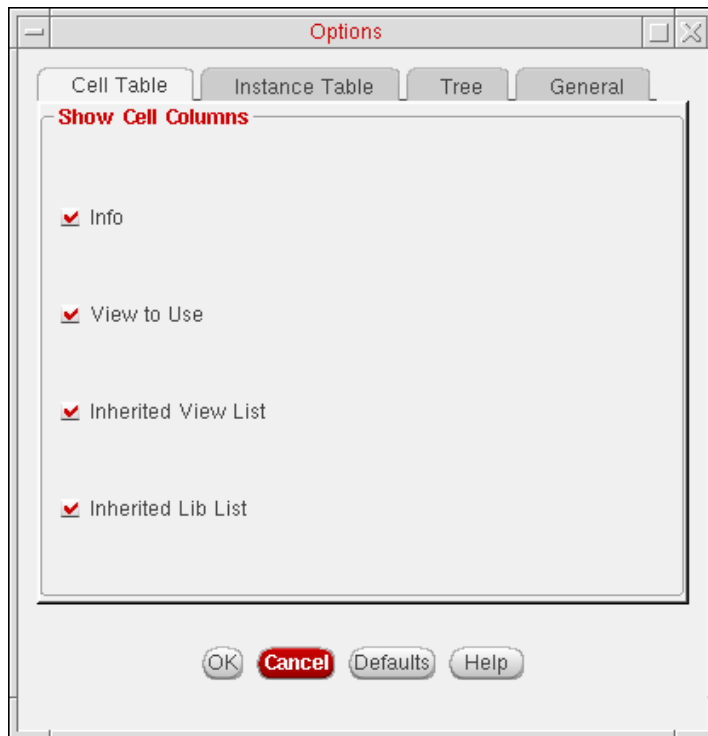 Options
Cell Table Instance Table Tree General
Show Cell Columns
Info
View to Use
Inherited View List
Inherited Lib List
OK Cancel Defaults Help